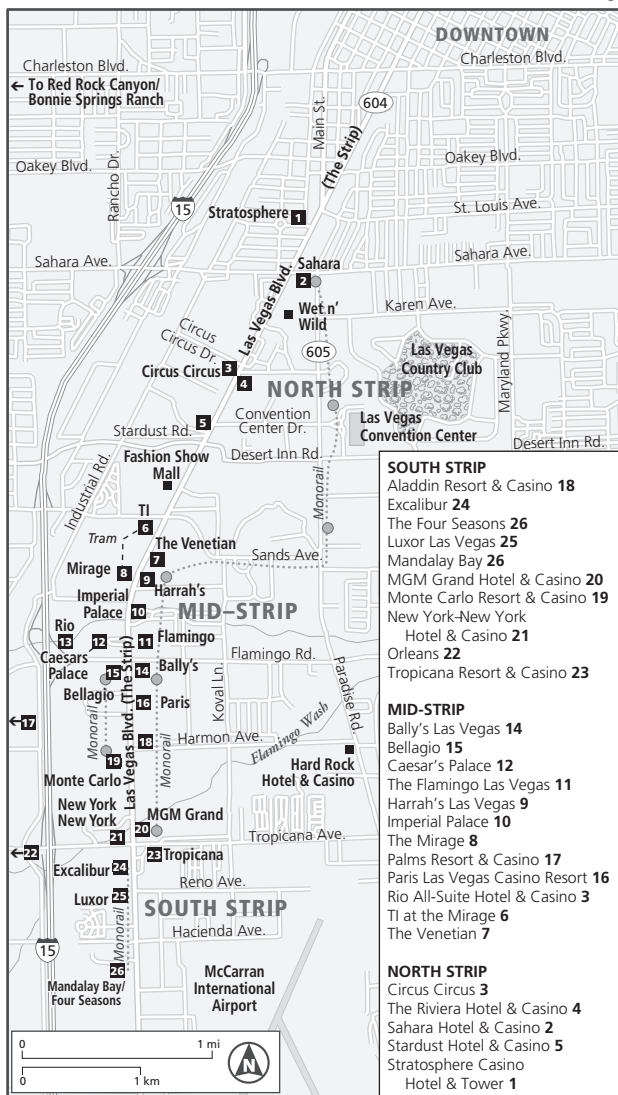 DOWNTOWN
Charleston Blvd.
Charleston Blvd.
← To Red Rock Canyon/
Bonnie Springs Ranch
604
Main St.
(The Strip)
Oakey Blvd.
Oakey Blvd.
Rancho Dr.
15
Stratosphere 1
St. Louis Ave.
Sahara Ave.
Sahara Ave.
Sahara
2
Las Vegas Blvd.
Karen Ave.
Wet n'
Wild
Circus
Circus Dr.
605
Maryland Pkwy.
Las Vegas
Country Club
Circus Circus 3
4
NORTH STRIP
5
Convention
Center Dr.
Las Vegas
Convention Center
Stardust Rd.
Desert Inn Rd.
Desert Inn Rd.
Fashion Show
Mall
Industrial Rd.
Monorail
TI
6
Tram
The Venetian
7
Sands Ave.
Mirage 8
9
Harrah's
Imperial
Palace 10
MID–STRIP
Rio
13
12
11 Flamingo
Caesars
Palace
Flamingo Rd.
15
14 Bally's
Bellagio
16 Paris
Koval Ln.
Paradise Rd.
Las Vegas Blvd. (The Strip)
←17
Monorail
Monorail
18
Harmon Ave.
Flamingo Wash
19
Monte Carlo
Hard Rock
Hotel & Casino
New York
New York
MGM Grand
20
21
Tropicana Ave.
←22
23 Tropicana
Excalibur 24
Reno Ave.
Luxor 25
SOUTH STRIP
Monorail
Hacienda Ave.
15
26
Mandalay Bay/
Four Seasons
McCarran
International
Airport
0 1 mi
0 1 km
N
SOUTH STRIP
Aladdin Resort & Casino 18
Excalibur 24
The Four Seasons 26
Luxor Las Vegas 25
Mandalay Bay 26
MGM Grand Hotel & Casino 20
Monte Carlo Resort & Casino 19
New York–New York
Hotel & Casino 21
Orleans 22
Tropicana Resort & Casino 23
MID-STRIP
Bally's Las Vegas 14
Bellagio 15
Caesar's Palace 12
The Flamingo Las Vegas 11
Harrah's Las Vegas 9
Imperial Palace 10
The Mirage 8
Palms Resort & Casino 17
Paris Las Vegas Casino Resort 16
Rio All-Suite Hotel & Casino 3
TI at the Mirage 6
The Venetian 7
NORTH STRIP
Circus Circus 3
The Riviera Hotel & Casino 4
Sahara Hotel & Casino 2
Stardust Hotel & Casino 5
Stratosphere Casino
Hotel & Tower 1